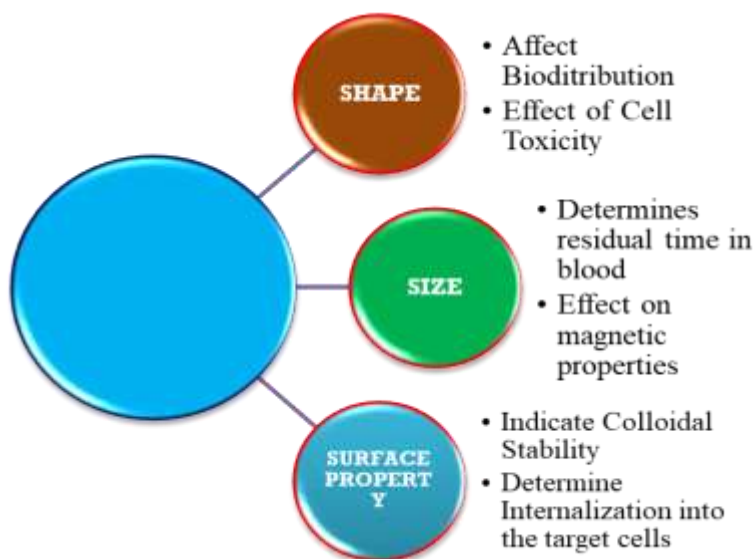 SHAPE
• Affect
Bioditribution
• Effect of Cell
Toxicity
SIZE
• Determines
residual time in
blood
• Effect on
magnetic
properties
SURFACE
PROPERT
Y
• Indicate Colloidal
Stability
• Determine
Internalization into
the target cells